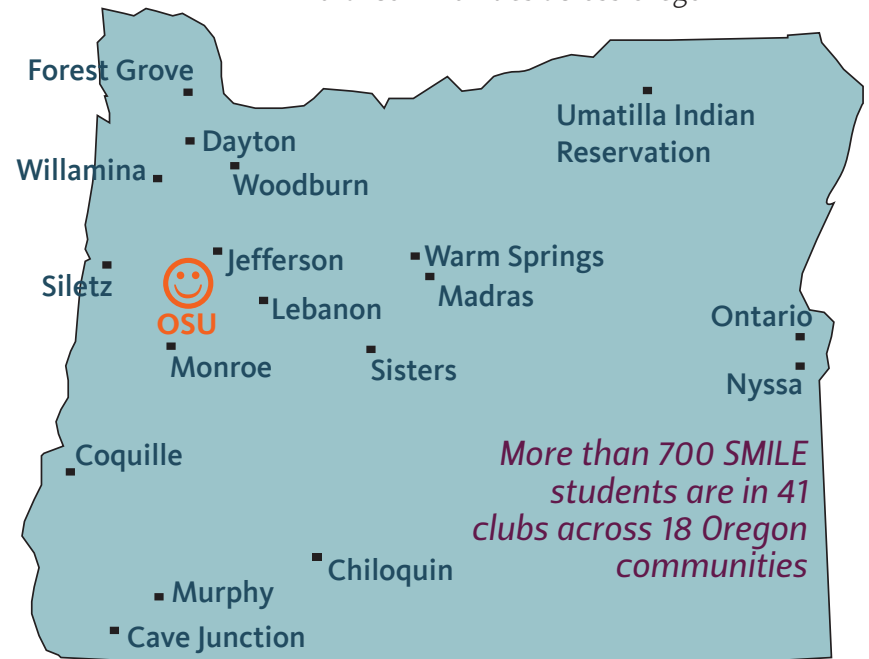 Forest Grove
Umatilla Indian
Reservation
Dayton
Willamina
Woodburn
Jefferson
Warm Springs
Siletz
Madras
Lebanon
OSU
Ontario
Monroe
Sisters
Nyssa
Coquille
More than 700 SMILE
students are in 41
clubs across 18 Oregon
communities
Chiloquin
Murphy
Cave Junction